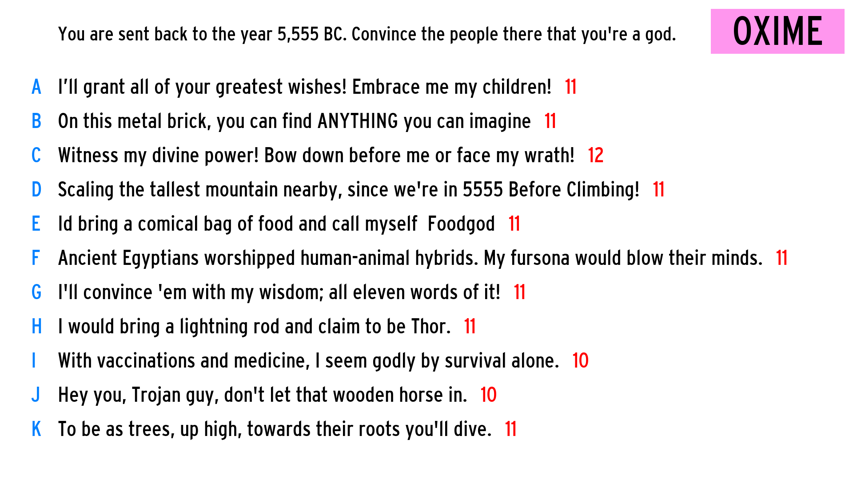 You are sent back to the year 5,555 BC. Convince the people there that you're a god.
OXIME
A I'll grant all of your greatest wishes! Embrace me my children! 11
B On this metal brick, you can find ANYTHING you can imagine 11
C Witness my divine power! Bow down before me or face my wrath! 12
D Scaling the tallest mountain nearby, since we're in 5555 Before Climbing! 11
E Id bring a comical bag of food and call myself  Foodgod 11
F Ancient Egyptians worshipped human-animal hybrids. My fursona would blow their minds. 11
G I'll convince 'em with my wisdom; all eleven words of it! 11
H I would bring a lightning rod and claim to be Thor. 11
I With vaccinations and medicine, I seem godly by survival alone. 10
J Hey you, Trojan guy, don't let that wooden horse in. 10
K To be as trees, up high, towards their roots you'll dive. 11